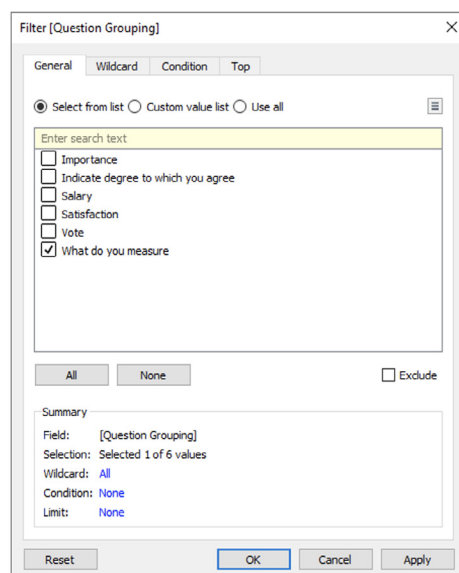 Filter [Question Grouping]
General Wildcard Condition Top
Select from list Custom value list Use all
Enter search text
Importance
Indicate degree to which you agree
Salary
Satisfaction
Vote
What do you measure
All None Exclude
Summary
Field: [Question Grouping]
Selection: Selected 1 of 6 values
Wildcard: All
Condition: None
Limit: None
Reset OK Cancel Apply